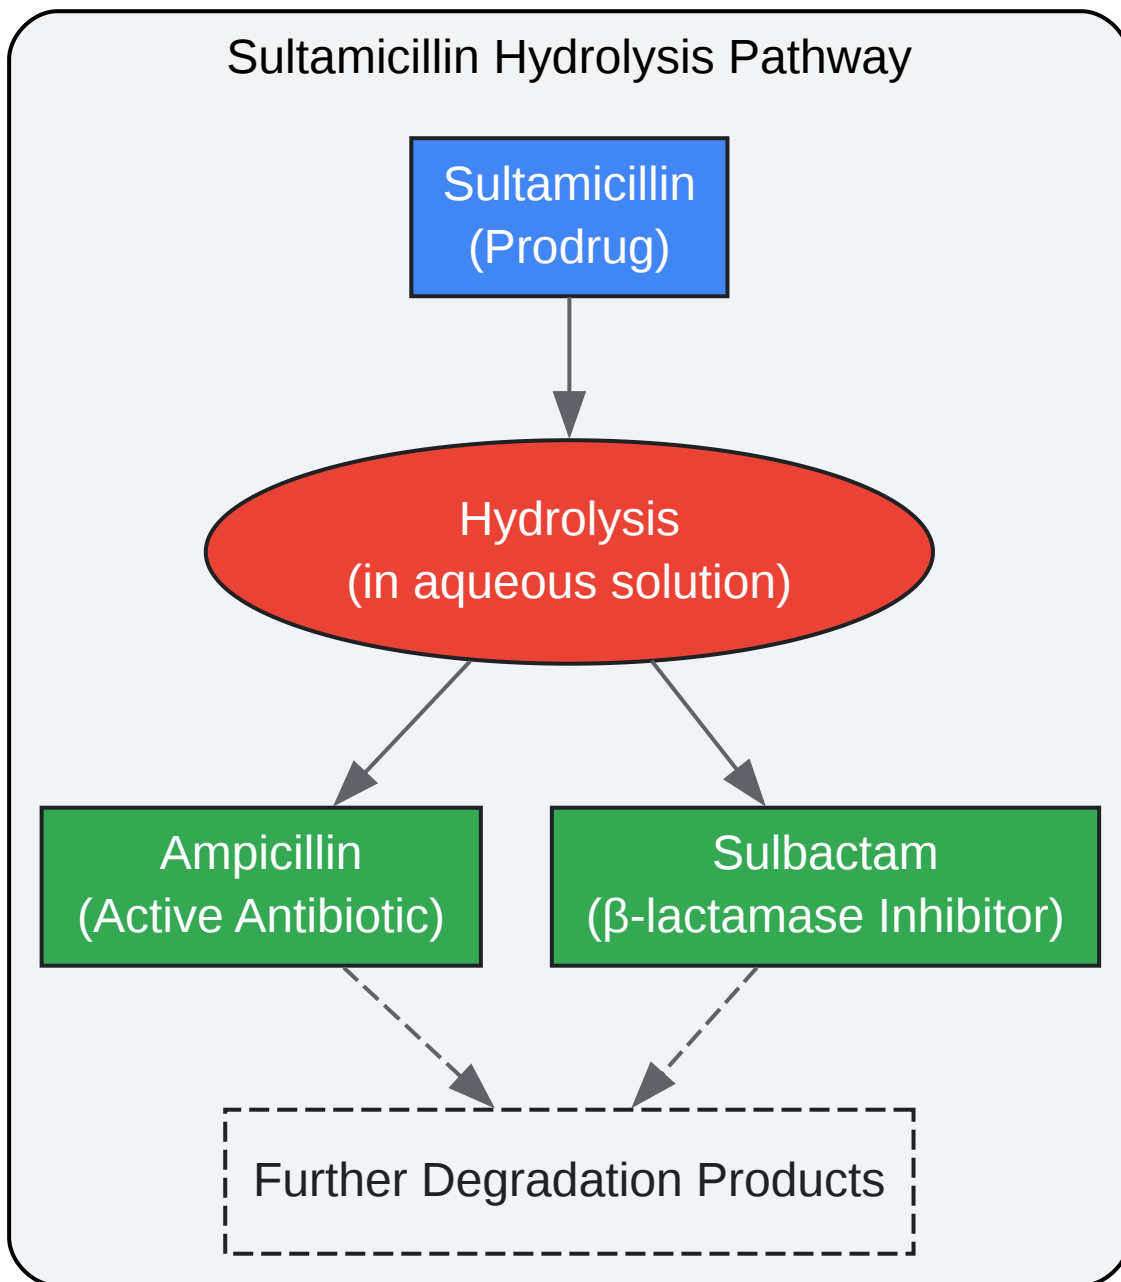 Sultamicillin Hydrolysis Pathway
Sultamicillin
(Prodrug)
Hydrolysis
(in aqueous solution)
Ampicillin
(Active Antibiotic)
Sulbactam
(β-lactamase Inhibitor)
Further Degradation Products